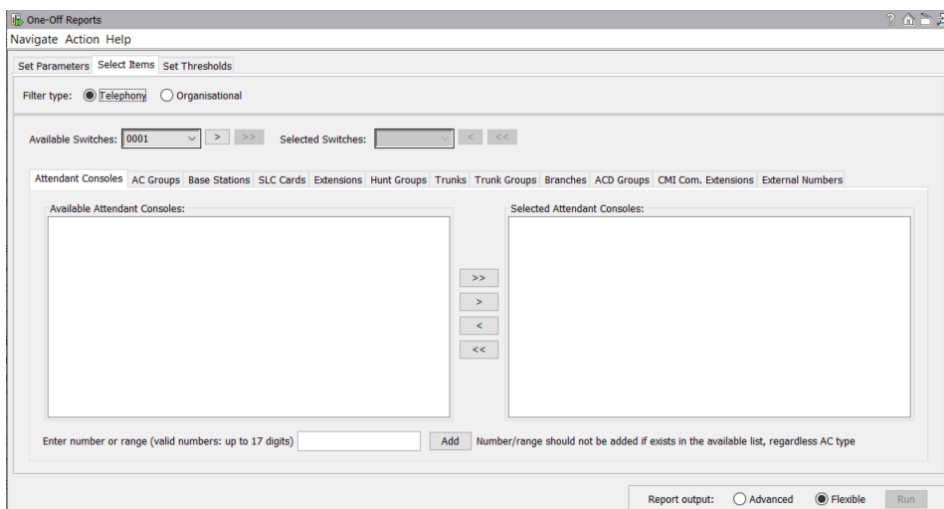 One-Off Reports
Navigate Action Help
Set Parameters Select Items Set Thresholds
Filter type: Telephony Organisational
Available Switches: 0001 > >> Selected Switches: < <<
Attendant Consoles AC Groups Base Stations SLC Cards Extensions Hunt Groups Trunks Trunk Groups Branches ACD Groups CMI Com. Extensions External Numbers
Available Attendant Consoles: Selected Attendant Consoles:
>>
>
<
<<
Enter number or range (valid numbers: up to 17 digits) Add Number/range should not be added if exists in the available list, regardless AC type
Report output: Advanced Flexible Run